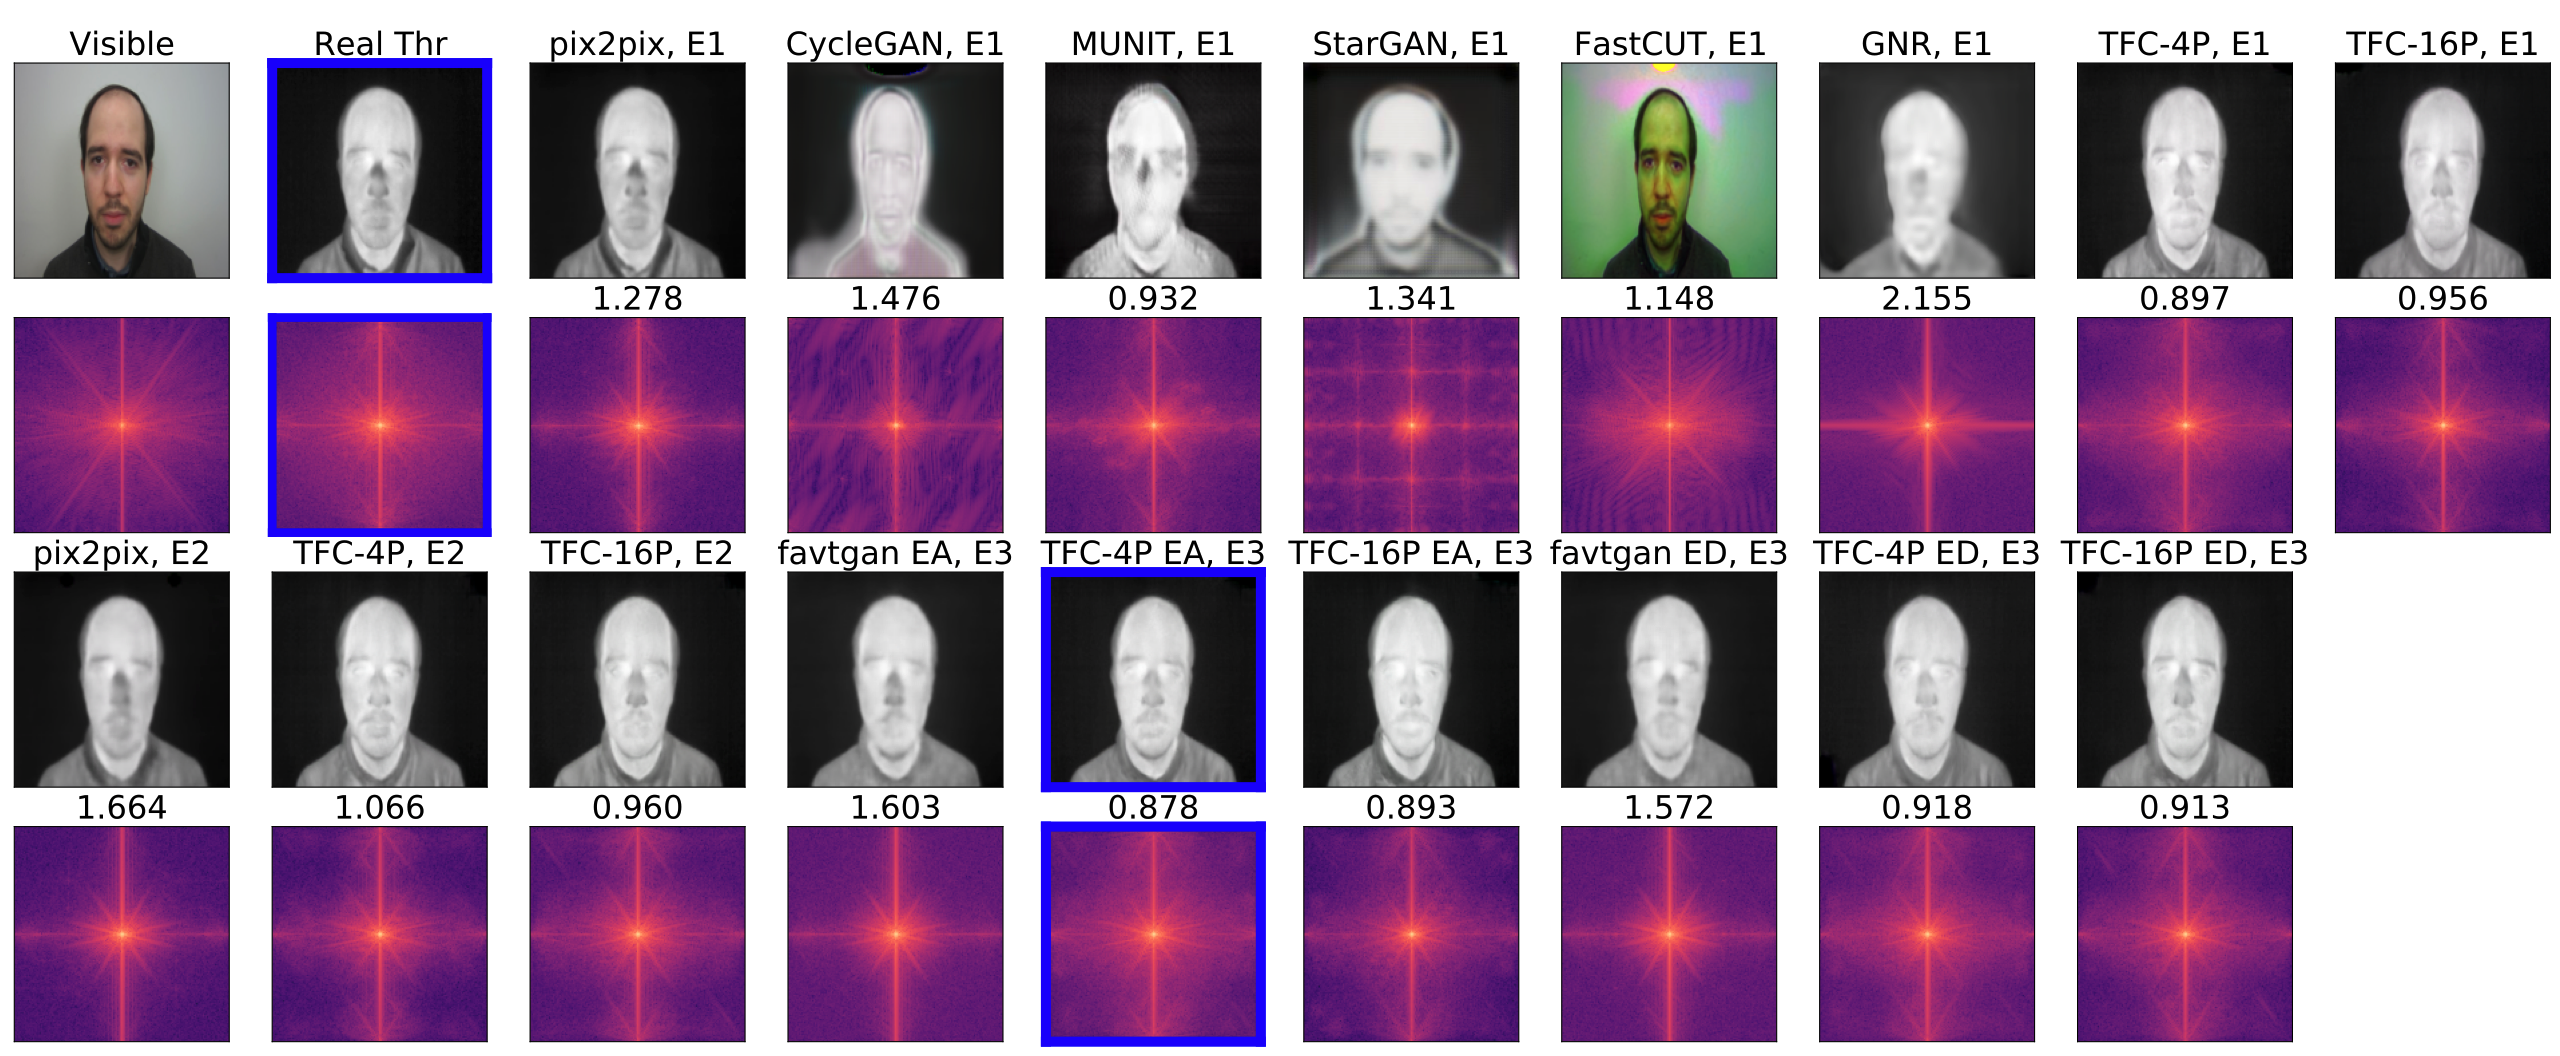 Visible Real Thr pix2pix, E1 CycleGAN, E1 MUNIT, E1 StarGAN, E1 FastCUT, E1 GNR, E1 TFC-4P, E1 TFC-16P, E1
1.278 1.476 0.932 1.341 1.148 2.155 0.897 0.956
pix2pix, E2 TFC-4P, E2 TFC-16P, E2 favtgan EA, E3 TFC-4P EA, E3 TFC-16P EA, E3 favtgan ED, E3 TFC-4P ED, E3 TFC-16P ED, E3
1.664 1.066 0.960 1.603 0.878 0.893 1.572 0.918 0.913